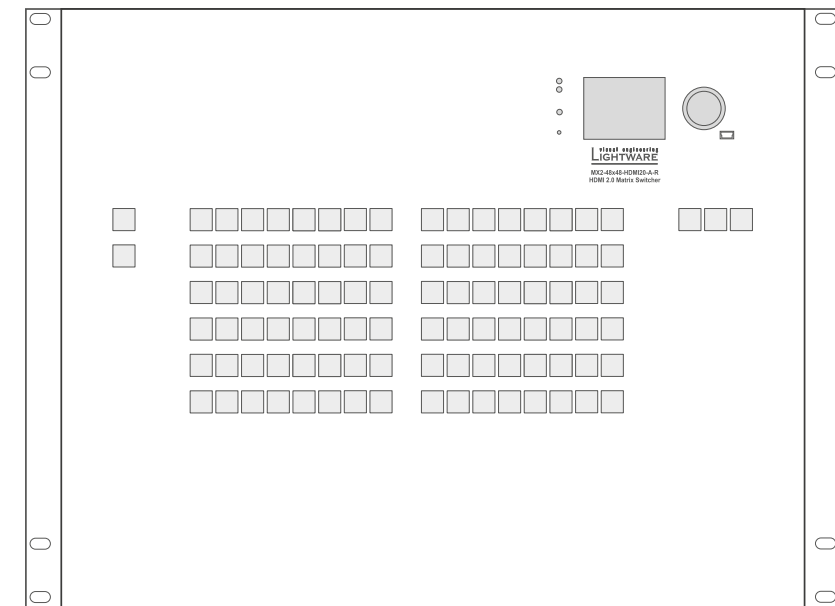 visual engineering
LIGHTWARE
MX2-48x48-HDMI20-A-R
HDMI 2.0 Matrix Switcher